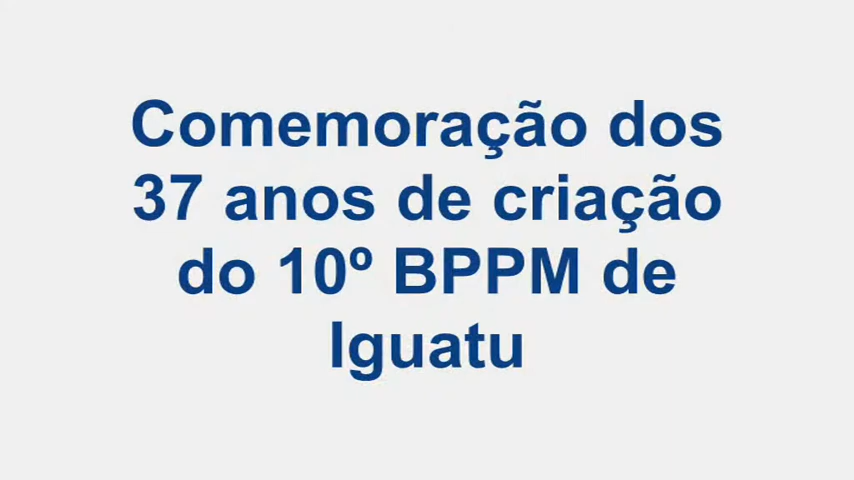 Comemoração dos
37 anos de criação
do 10º BPPM de
Iguatu